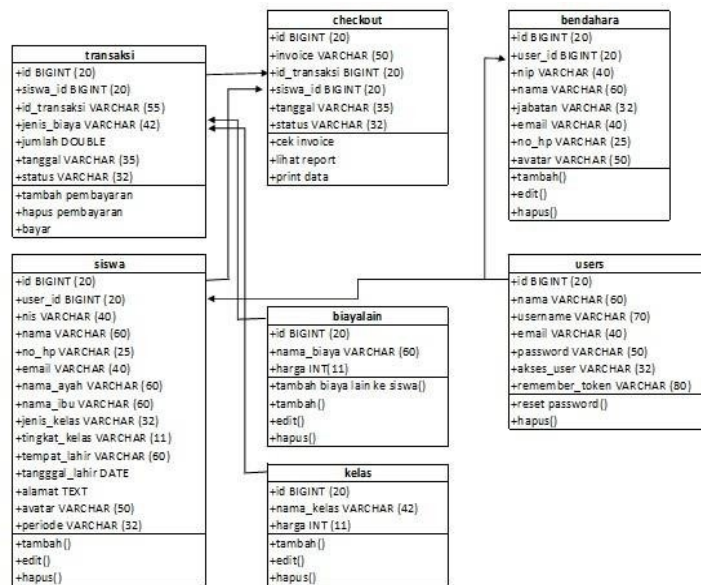 transaksi
+id BIGINT (20)
+siswa_id BIGINT (20)
+id_transaksi VARCHAR (55)
+jenis_biaya VARCHAR (42)
+jumlah DOUBLE
+tanggal VARCHAR (35)
+status VARCHAR (32)
+tambah pembayaran
+hapus pembayaran
+bayar
checkout
+id BIGINT (20)
+invoice VARCHAR (50)
+id_transaksi BIGINT (20)
+siswa_id BIGINT (20)
+tanggal VARCHAR (35)
+status VARCHAR (32)
+cek invoice
+lihat report
+print data
bendahara
+id BIGINT (20)
+user_id BIGINT (20)
+nip VARCHAR (40)
+nama VARCHAR (60)
+jabatan VARCHAR (32)
+email VARCHAR (40)
+no_hp VARCHAR (25)
+avatar VARCHAR (50)
+tambah()
+edit()
+hapus()
siswa
+id BIGINT (20)
+user_id BIGINT (20)
+nis VARCHAR (40)
+nama VARCHAR (60)
+no_hp VARCHAR (25)
+email VARCHAR (40)
+nama_ayah VARCHAR (60)
+nama_ibu VARCHAR (60)
+jenis_kelas VARCHAR (32)
+tingkat_kelas VARCHAR (11)
+tempat_lahir VARCHAR (60)
+tangggal_lahir DATE
+alamat TEXT
+avatar VARCHAR (50)
+periode VARCHAR (32)
+tambah()
+edit()
+hapus()
biayalain
+id BIGINT (20)
+nama_biaya VARCHAR (60)
+harga INT(11)
+tambah biaya lain ke siswa()
+tambah()
+edit()
+hapus()
users
+id BIGINT (20)
+nama VARCHAR (60)
+username VARCHAR (70)
+email VARCHAR (40)
+password VARCHAR (50)
+akses_user VARCHAR (32)
+remember_token VARCHAR (80)
+reset password()
+hapus()
kelas
+id BIGINT (20)
+nama_kelas VARCHAR (42)
+harga INT (11)
+tambah()
+edit()
+hapus()